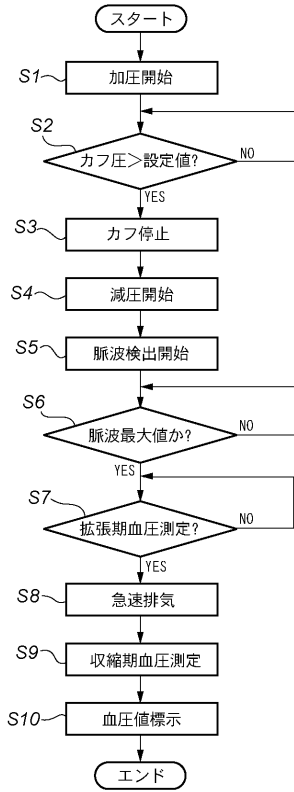 スタート
S1
加圧開始
S2
カフ圧>設定値?
NO
YES
S3
カフ停止
S4
減圧開始
S5
脈波検出開始
S6
脈波最大値か?
NO
YES
S7
拡張期血圧測定?
NO
YES
S8
急速排気
S9
収縮期血圧測定
S10
血圧値標示
エンド